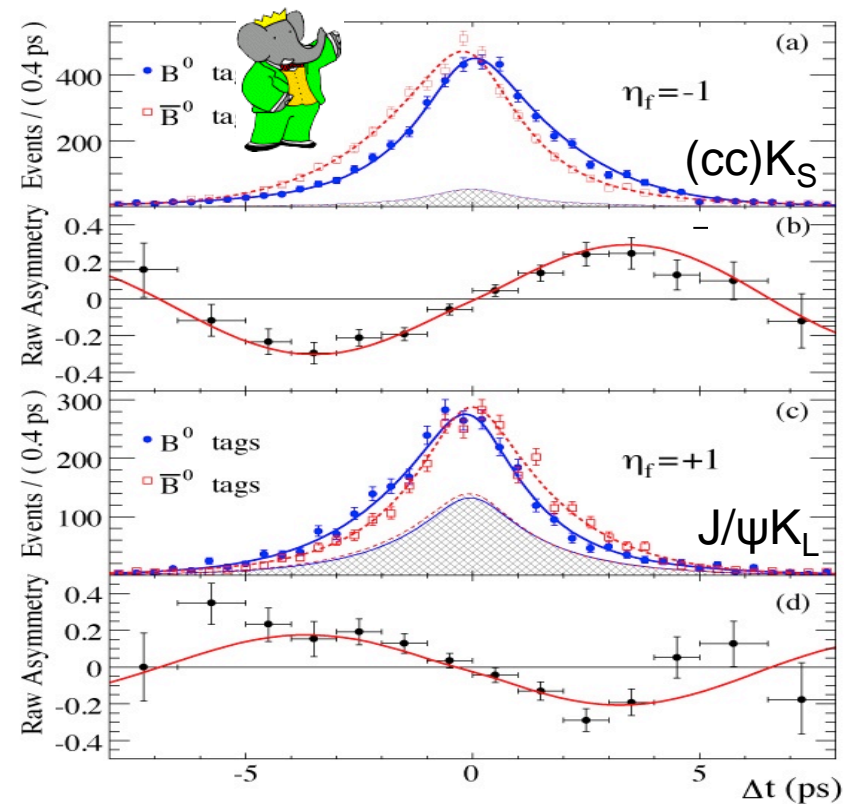 (a)
400
200
Events / ( 0.4 ps )
B⁰ tag
B̅⁰ tag
η_f=-1
(cc)K_S
(b)
0.4
0.2
0
-0.2
-0.4
Raw Asymmetry
(c)
300
200
100
Events / ( 0.4 ps )
B⁰ tags
B̅⁰ tags
η_f=+1
J/ψK_L
(d)
0.4
0.2
0
-0.2
-0.4
Raw Asymmetry
-5 0 5
Δt (ps)